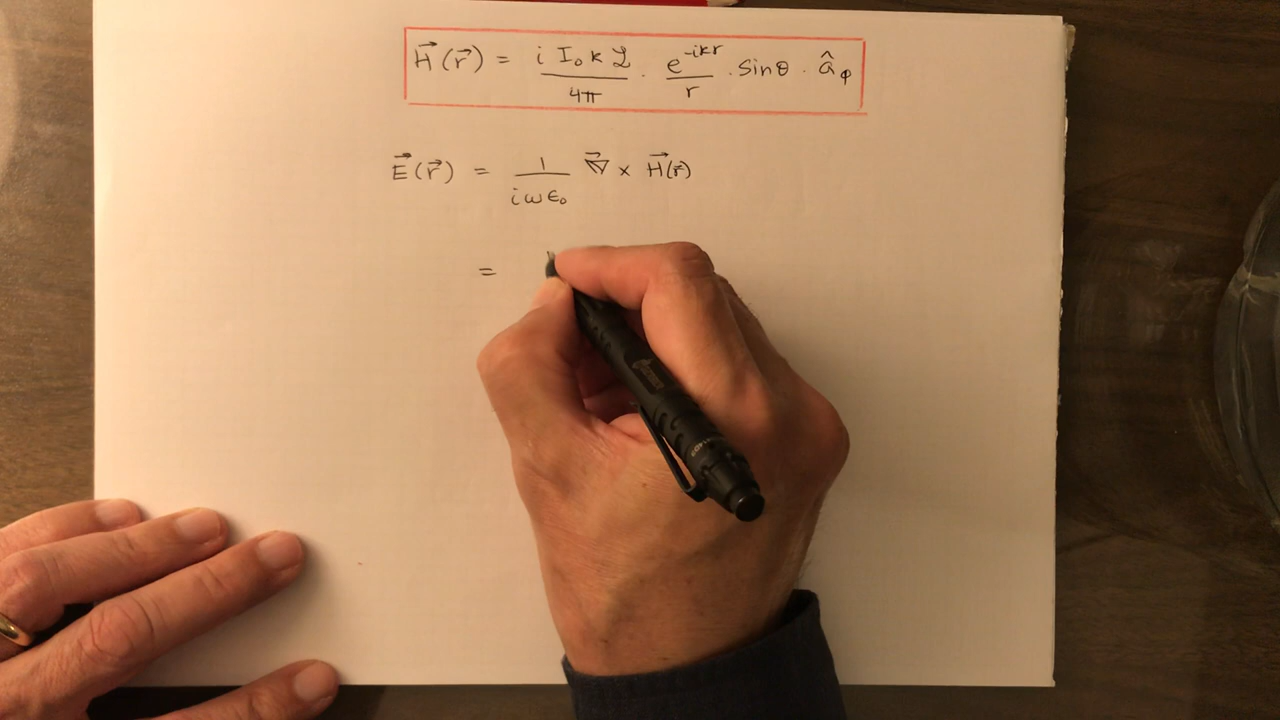 H⃗(r⃗) = i I₀ k ℒ / 4π · e^{-ikr} / r · Sinθ · â_φ
E⃗(r⃗) = 1 / iωϵ₀ ∇⃗ × H⃗(r⃗)
=